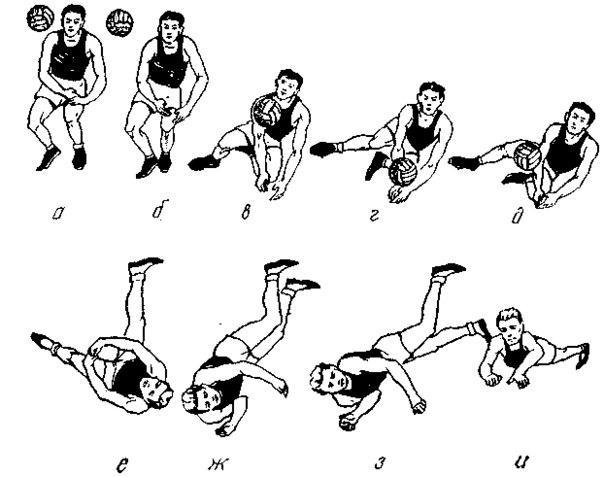 а б в г д
е ж з и